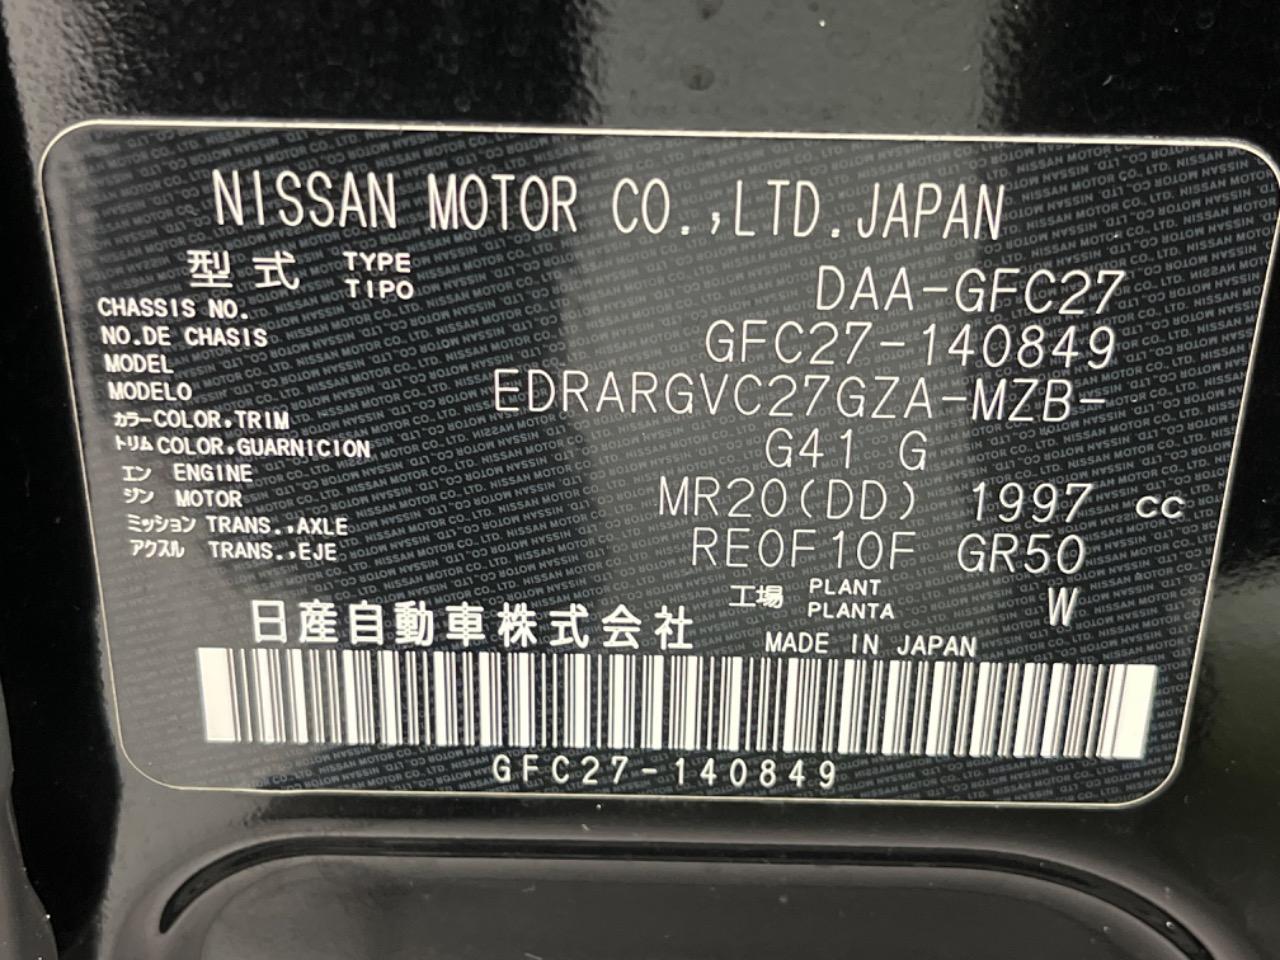 NISSAN MOTOR CO.,LTD.JAPAN
型式 TYPE TIPO DAA-GFC27
CHASSIS NO.
NO.DE CHASIS GFC27-140849
MODEL
MODELO EDRARGVC27GZA-MZB-
カラー COLOR,TRIM
トリム COLOR,GUARNICION G41 G
エン ENGINE
ジン MOTOR MR20(DD) 1997 cc
ミッション TRANS.,AXLE
アクスル TRANS.,EJE RE0F10F GR50
工場 PLANT PLANTA W
日産自動車株式会社 MADE IN JAPAN
GFC27-140849